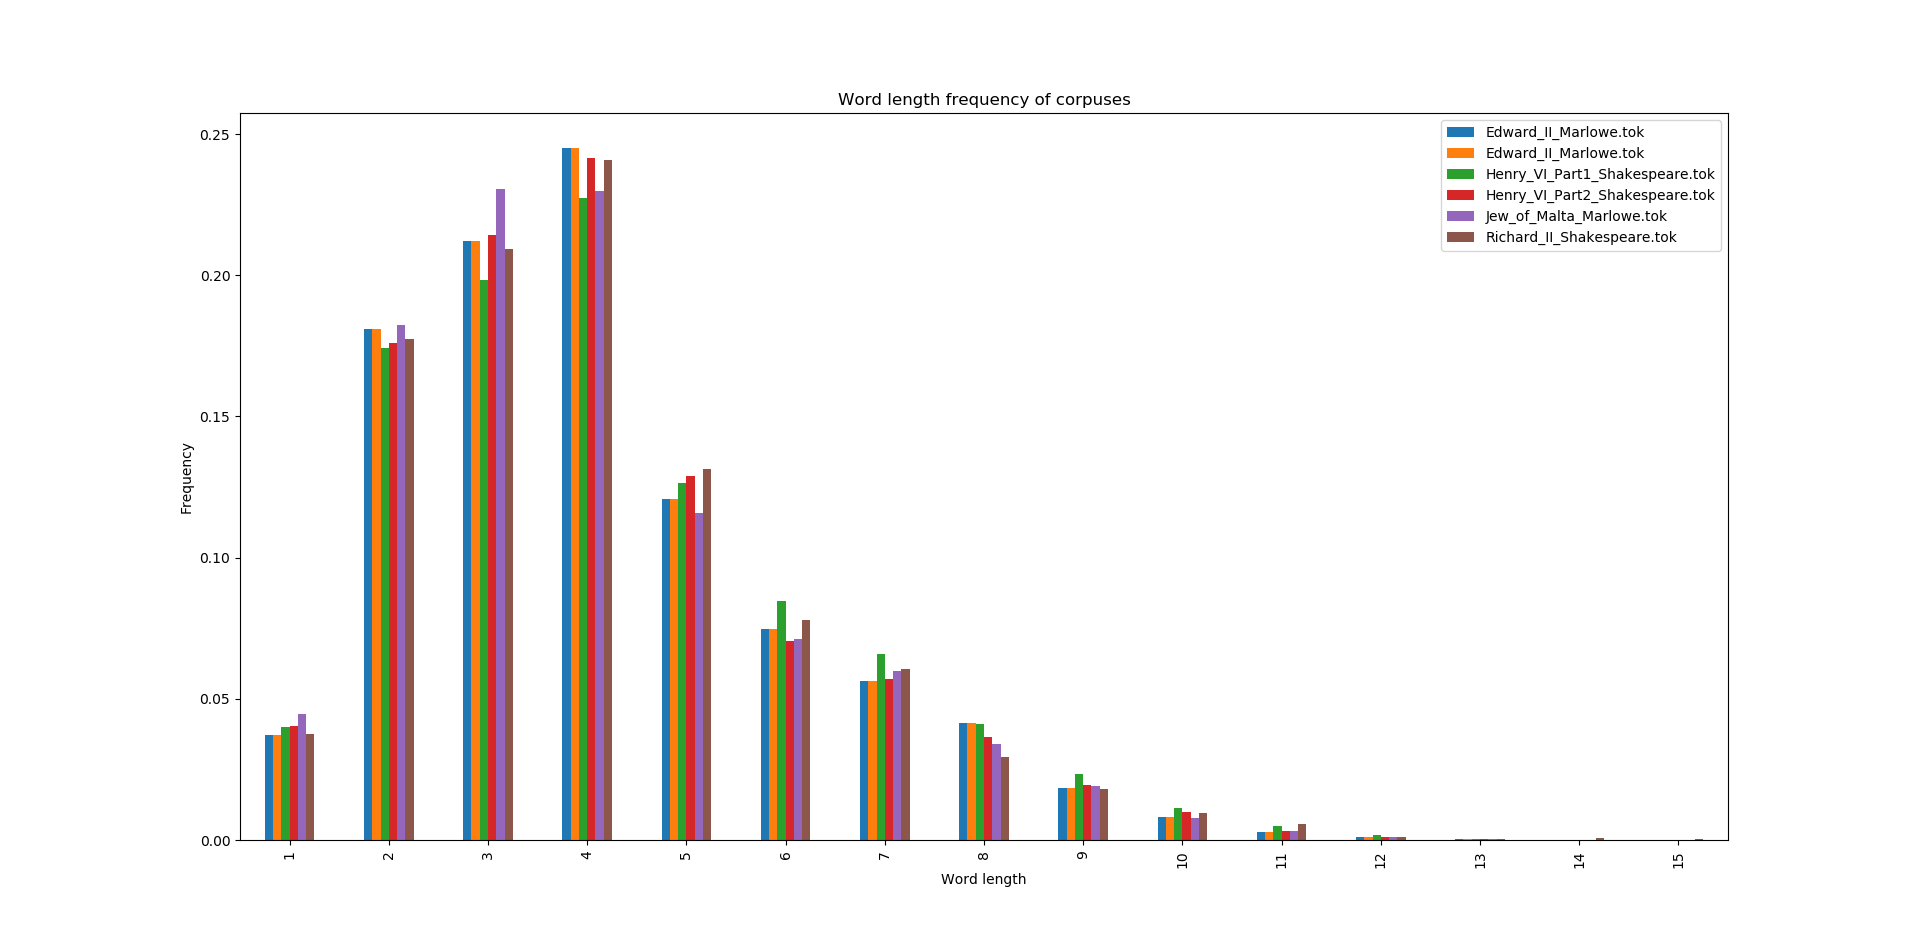 Word length frequency of corpuses
Edward_II_Marlowe.tok
Edward_II_Marlowe.tok
Henry_VI_Part1_Shakespeare.tok
Henry_VI_Part2_Shakespeare.tok
Jew_of_Malta_Marlowe.tok
Richard_II_Shakespeare.tok
0.25
0.20
0.15
0.10
0.05
0.00
Frequency
1
2
3
4
5
6
7
8
9
10
11
12
13
14
15
Word length